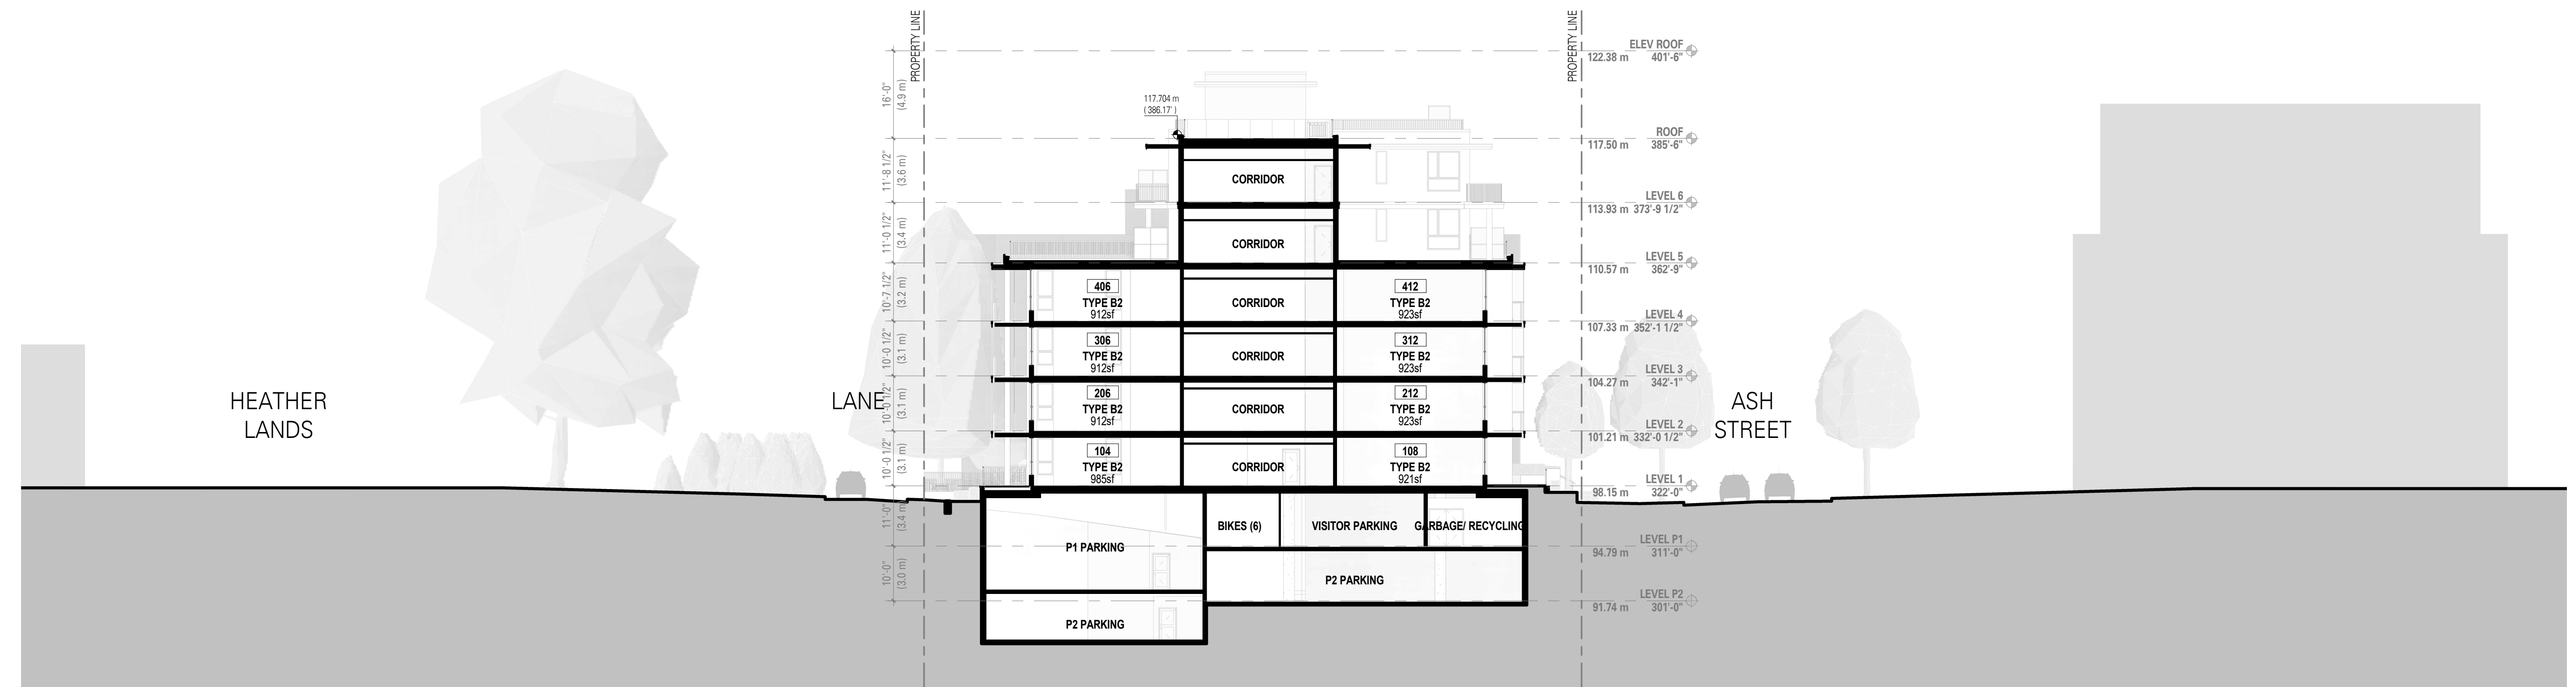 PROPERTY LINE
PROPERTY LINE
ELEV ROOF
122.38 m 401'-6"
16'-0"
(4.9 m)
117.704 m
( 386.17' )
ROOF
117.50 m 385'-6"
11'-8 1/2"
(3.6 m)
CORRIDOR
LEVEL 6
113.93 m 373'-9 1/2"
11'-0 1/2"
(3.4 m)
CORRIDOR
LEVEL 5
110.57 m 362'-9"
10'-7 1/2"
(3.2 m)
406
TYPE B2
912sf
CORRIDOR
412
TYPE B2
923sf
LEVEL 4
107.33 m 352'-1 1/2"
10'-0 1/2"
(3.1 m)
306
TYPE B2
912sf
CORRIDOR
312
TYPE B2
923sf
LEVEL 3
104.27 m 342'-1"
HEATHER
LANDS
LANE
10'-0 1/2"
(3.1 m)
206
TYPE B2
912sf
CORRIDOR
212
TYPE B2
923sf
ASH
STREET
LEVEL 2
101.21 m 332'-0 1/2"
10'-0 1/2"
(3.1 m)
104
TYPE B2
985sf
CORRIDOR
108
TYPE B2
921sf
LEVEL 1
98.15 m 322'-0"
11'-0"
(3.4 m)
P1 PARKING
BIKES (6)
VISITOR PARKING
GARBAGE/ RECYCLING
LEVEL P1
94.79 m 311'-0"
10'-0"
(3.0 m)
P2 PARKING
LEVEL P2
91.74 m 301'-0"
P2 PARKING